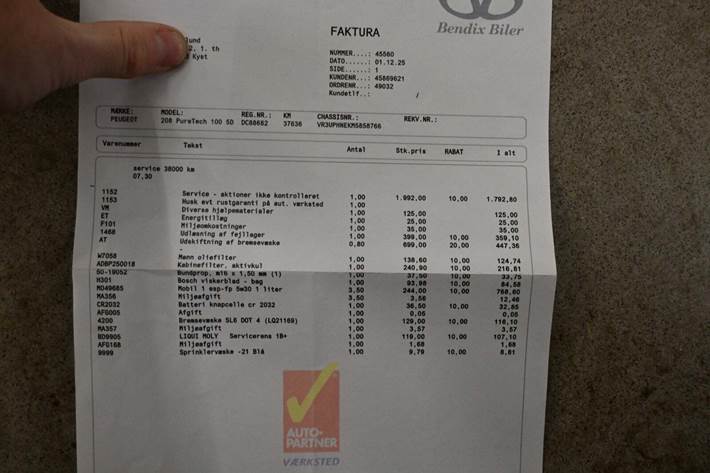 Bendix Biler
FAKTURA
lund
2, 1. th
Kyst
NUMMER....: 45560
DATO......: 01.12.25
SIDE......: 1
KUNDENR...: 45869621
ORDRENR...: 49032
Kundetlf..: /
MÆRKE: MODEL: REG.NR.: KM CHASSISNR.: REKV.NR.:
PEUGEOT 208 PureTech 100 5D DC88682 37636 VR3UPHNEKM5858766
Varenummer Tekst Antal Stk.pris RABAT I alt
service 38000 km
07,30
1152 Service - aktioner ikke kontrolleret 1,00 1.992,00 10,00 1.792,80
1153 Husk evt rustgaranti på aut. værksted 1,00
VM Diverse hjælpematerialer 1,00 125,00 125,00
ET Energitillæg 1,00 25,00 25,00
F101 Miljøomkostninger 1,00 35,00 35,00
1468 Udlæsning af fejllager 1,00 399,00 10,00 359,10
AT Udskiftning af bremsevæske 0,80 699,00 20,00 447,36
-
W7058 Mann oliefilter 1,00 138,60 10,00 124,74
ADBP250018 Kabinefilter, aktivkul 1,00 240,90 10,00 216,81
50-19052 Bundprop, m16 x 1,50 mm (1) 1,00 37,50 10,00 33,75
H301 Bosch viskerblad - bag 1,00 93,98 10,00 84,58
MO49685 Mobil 1 esp-fp 5w30 1 liter 3,50 244,00 10,00 768,60
MA356 Miljøafgift 3,50 3,56 12,46
CR2032 Batteri knapcelle cr 2032 1,00 36,50 10,00 32,85
AFG005 Afgift 1,00 0,05 0,05
4200 Bremsevæske SL6 DOT 4 (LQ21169) 1,00 129,00 10,00 116,10
MA357 Miljøafgift 1,00 3,57 3,57
BD9905 LIQUI MOLY Servicerens 1B+ 1,00 119,00 10,00 107,10
AFG168 Miljøafgift 1,00 1,68 1,68
9999 Sprinklervæske -21 Blå 1,00 9,79 10,00 8,81
AUTO-
PARTNER
VÆRKSTED